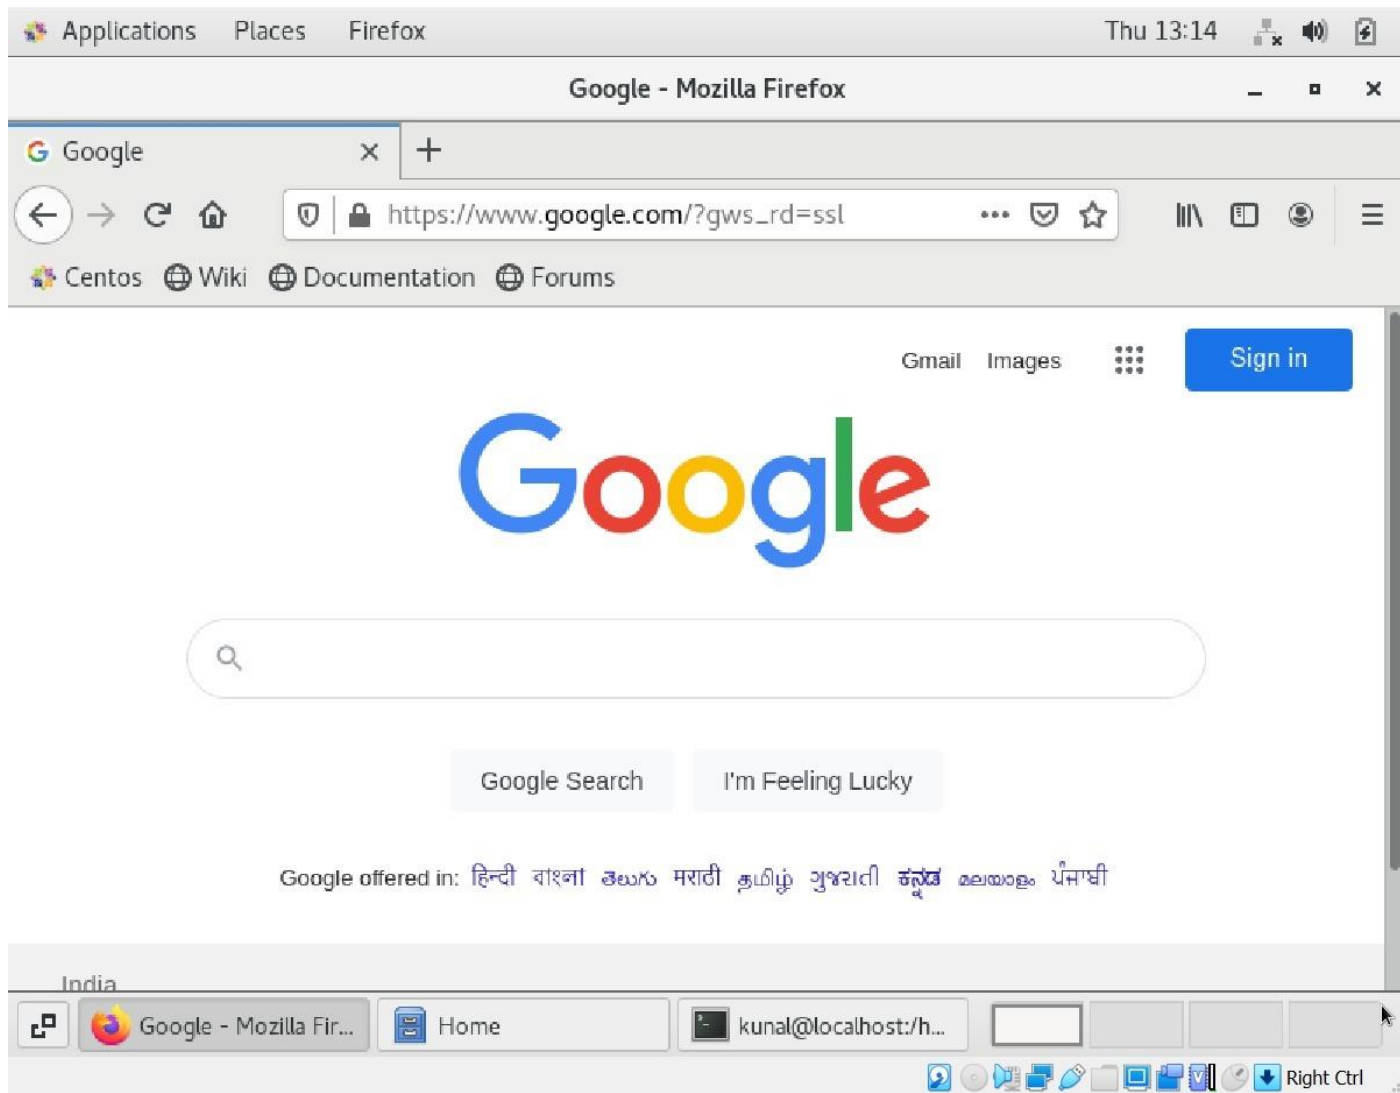 Applications Places Firefox Thu 13:14
Google - Mozilla Firefox
Google
https://www.google.com/?gws_rd=ssl
Centos Wiki Documentation Forums
Gmail Images Sign in
Google
Google Search I'm Feeling Lucky
Google offered in: हिन्दी বাংলা తెలుగు मराठी தமிழ் ગુજરાતી ಕನ್ನಡ മലയാളം ਪੰਜਾਬੀ
India
Google - Mozilla Fir... Home kunal@localhost:/h...
Right Ctrl